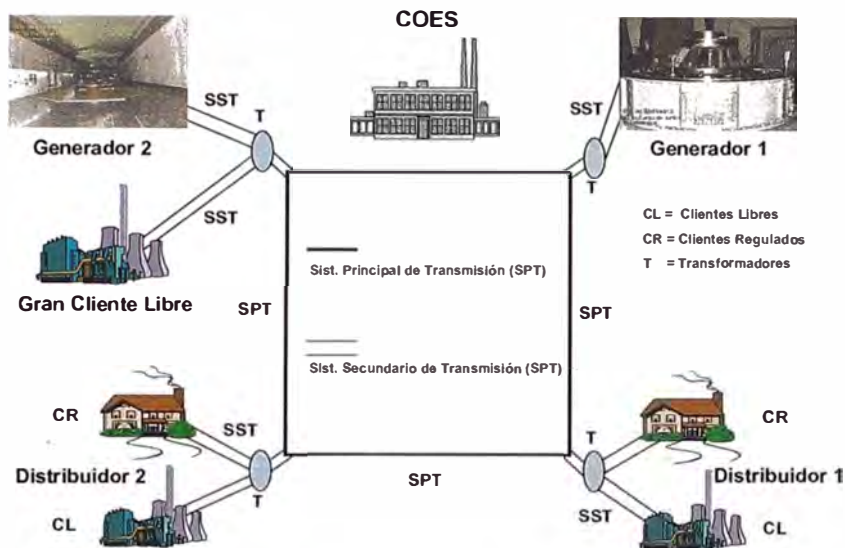 COES
SST
T
Generador 2
SST
Gran Cliente Libre
SST
T
Generador 1
CL = Clientes Libres
CR = Clientes Regulados
T = Transformadores
Sist. Principal de Transmisión (SPT)
SPT
SPT
Sist. Secundario de Transmisión (SPT)
CR
SST
Distribuidor 2
T
CL
SPT
T
CR
Distribuidor 1
SST
CL